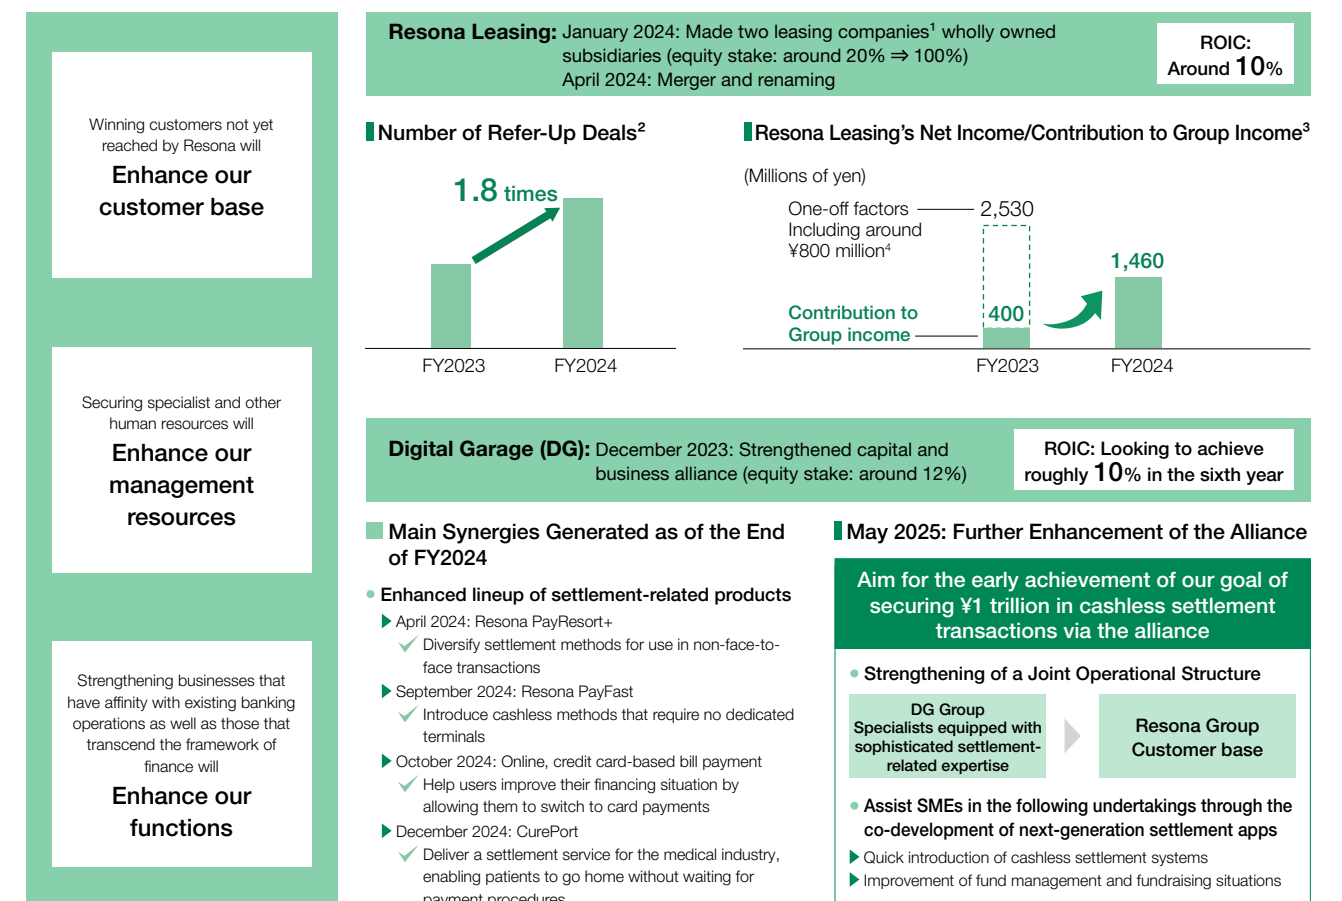 Winning customers not yet
reached by Resona will
Enhance our
customer base
Securing specialist and other
human resources will
Enhance our
management
resources
Strengthening businesses that
have affinity with existing banking
operations as well as those that
transcend the framework of
finance will
Enhance our
functions
Resona Leasing: January 2024: Made two leasing companies¹ wholly owned
subsidiaries (equity stake: around 20% ⇒ 100%)
April 2024: Merger and renaming
ROIC:
Around 10%
Number of Refer-Up Deals²
1.8 times
FY2023 FY2024
Resona Leasing's Net Income/Contribution to Group Income³
(Millions of yen)
One-off factors
Including around
¥800 million⁴
2,530
Contribution to
Group income
400
1,460
FY2023 FY2024
Digital Garage (DG): December 2023: Strengthened capital and
business alliance (equity stake: around 12%)
ROIC: Looking to achieve
roughly 10% in the sixth year
Main Synergies Generated as of the End
of FY2024
• Enhanced lineup of settlement-related products
▶ April 2024: Resona PayResort+
✓ Diversify settlement methods for use in non-face-to-
face transactions
▶ September 2024: Resona PayFast
✓ Introduce cashless methods that require no dedicated
terminals
▶ October 2024: Online, credit card-based bill payment
✓ Help users improve their financing situation by
allowing them to switch to card payments
▶ December 2024: CurePort
✓ Deliver a settlement service for the medical industry,
enabling patients to go home without waiting for
payment procedures
May 2025: Further Enhancement of the Alliance
Aim for the early achievement of our goal of
securing ¥1 trillion in cashless settlement
transactions via the alliance
• Strengthening of a Joint Operational Structure
DG Group
Specialists equipped with
sophisticated settlement-
related expertise
Resona Group
Customer base
• Assist SMEs in the following undertakings through the
co-development of next-generation settlement apps
▶ Quick introduction of cashless settlement systems
▶ Improvement of fund management and fundraising situations